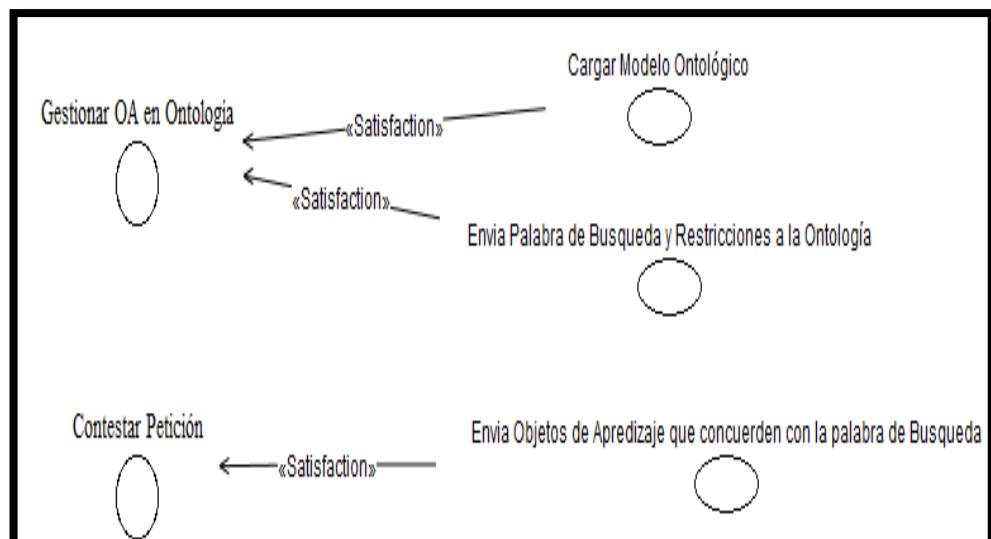 Cargar Modelo Ontológico
Gestionar OA en Ontología
«Satisfaction»
«Satisfaction»
Envia Palabra de Busqueda y Restricciones a la Ontología
Contestar Petición
Envia Objetos de Apredizaje que concuerden con la palabra de Busqueda
«Satisfaction»